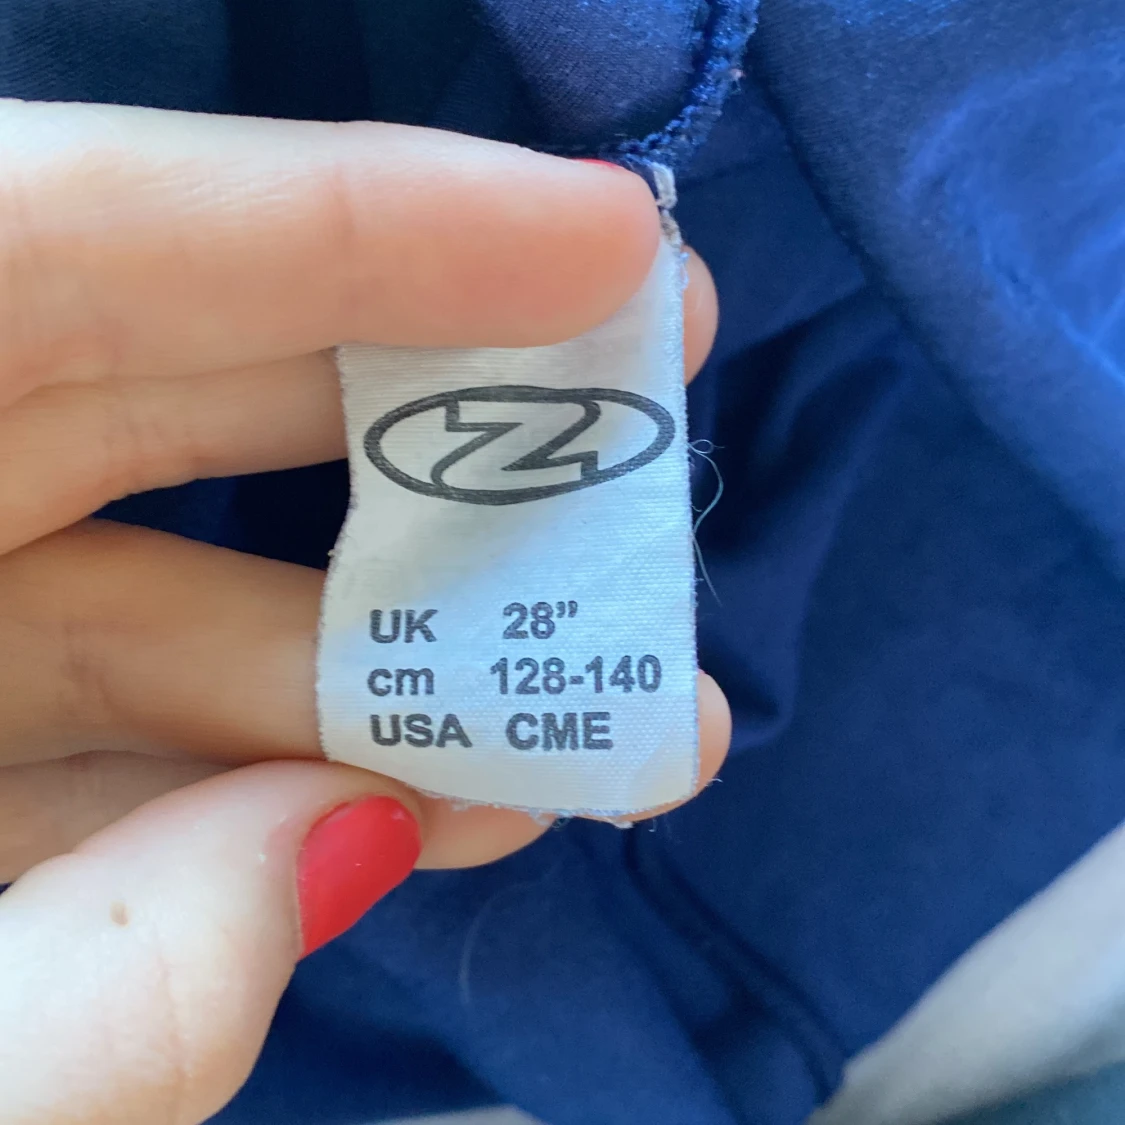 Z
UK 28”
cm 128-140
USA CME